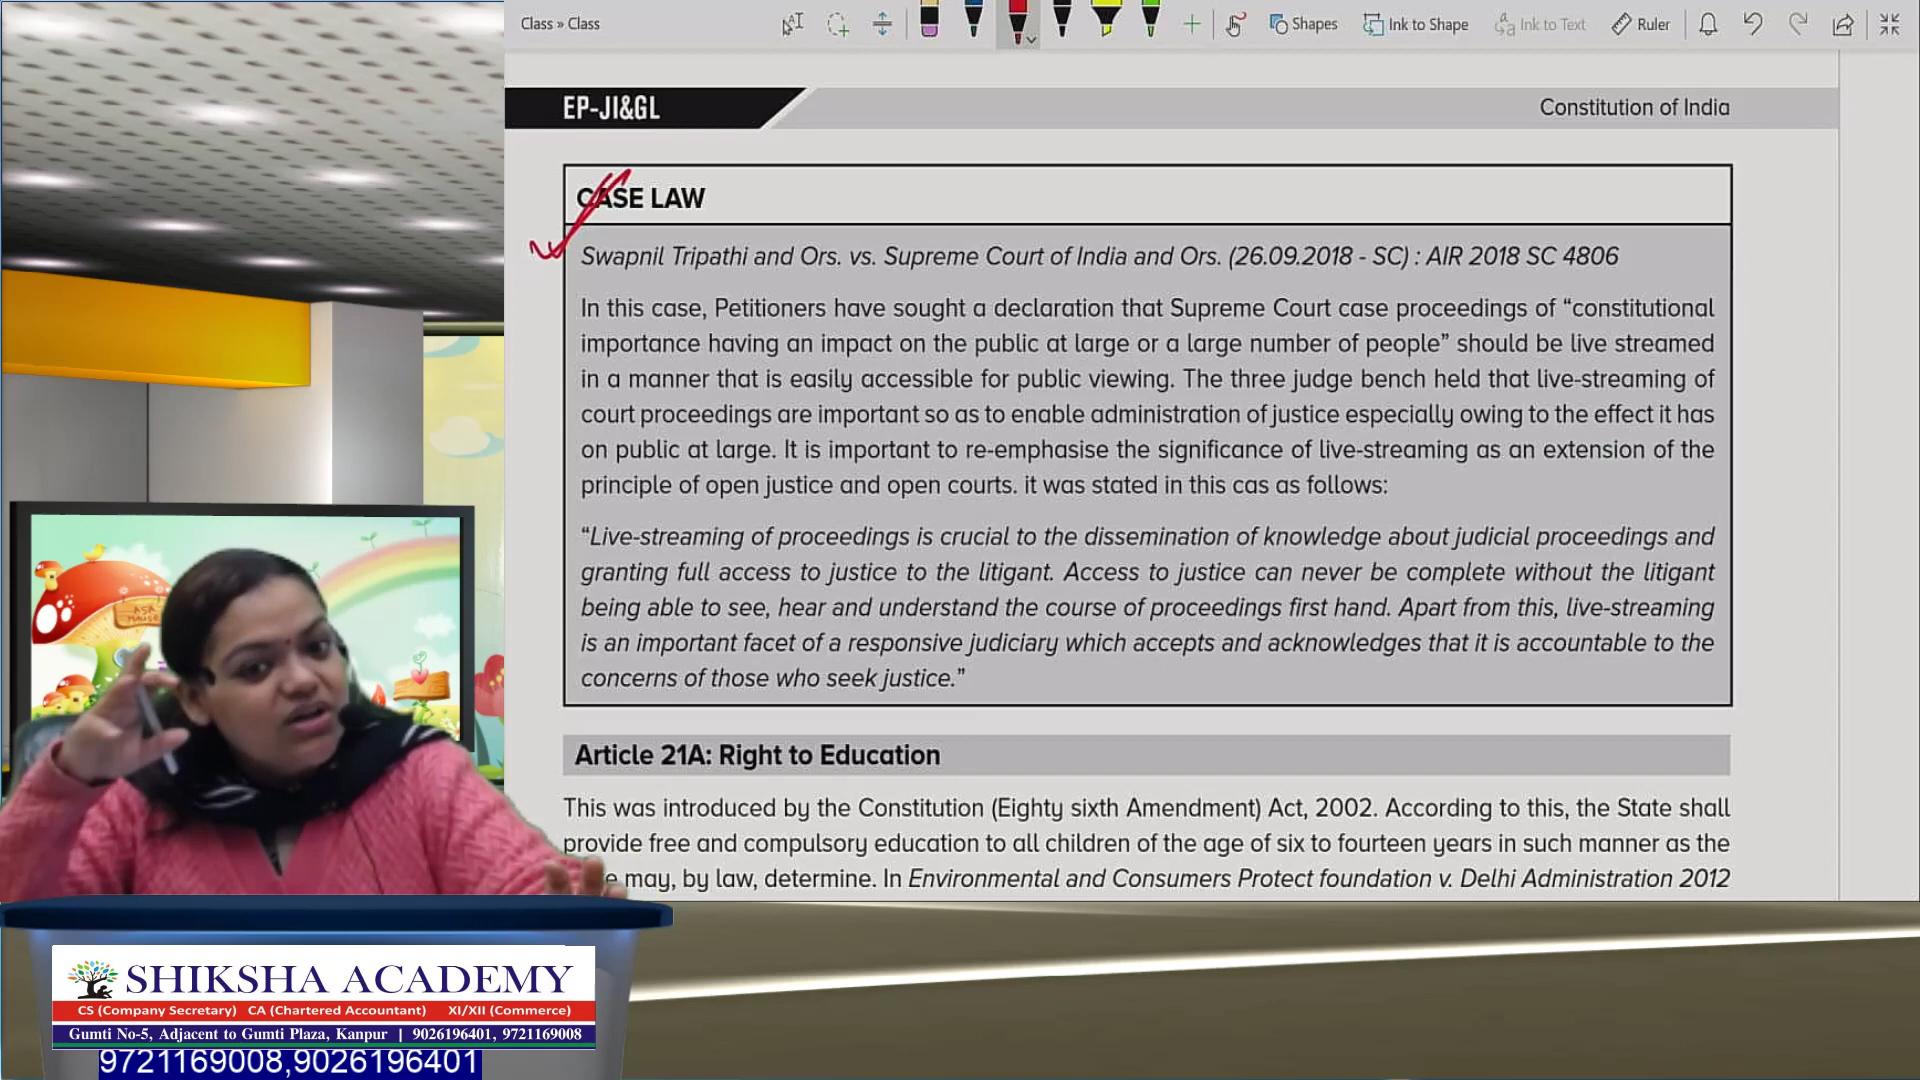 Class » Class
Shapes
Ink to Shape
Ink to Text
Ruler
EP-JI&GL
Constitution of India
CASE LAW
Swapnil Tripathi and Ors. vs. Supreme Court of India and Ors. (26.09.2018 - SC) : AIR 2018 SC 4806
In this case, Petitioners have sought a declaration that Supreme Court case proceedings of “constitutional
importance having an impact on the public at large or a large number of people” should be live streamed
in a manner that is easily accessible for public viewing. The three judge bench held that live-streaming of
court proceedings are important so as to enable administration of justice especially owing to the effect it has
on public at large. It is important to re-emphasise the significance of live-streaming as an extension of the
principle of open justice and open courts. it was stated in this cas as follows:
“Live-streaming of proceedings is crucial to the dissemination of knowledge about judicial proceedings and
granting full access to justice to the litigant. Access to justice can never be complete without the litigant
being able to see, hear and understand the course of proceedings first hand. Apart from this, live-streaming
is an important facet of a responsive judiciary which accepts and acknowledges that it is accountable to the
concerns of those who seek justice.”
Article 21A: Right to Education
This was introduced by the Constitution (Eighty sixth Amendment) Act, 2002. According to this, the State shall
provide free and compulsory education to all children of the age of six to fourteen years in such manner as the
may, by law, determine. In Environmental and Consumers Protect foundation v. Delhi Administration 2012
SHIKSHA ACADEMY
CS (Company Secretary) CA (Chartered Accountant) XI/XII (Commerce)
Gumti No-5, Adjacent to Gumti Plaza, Kanpur | 9026196401, 9721169008
9721169008,9026196401